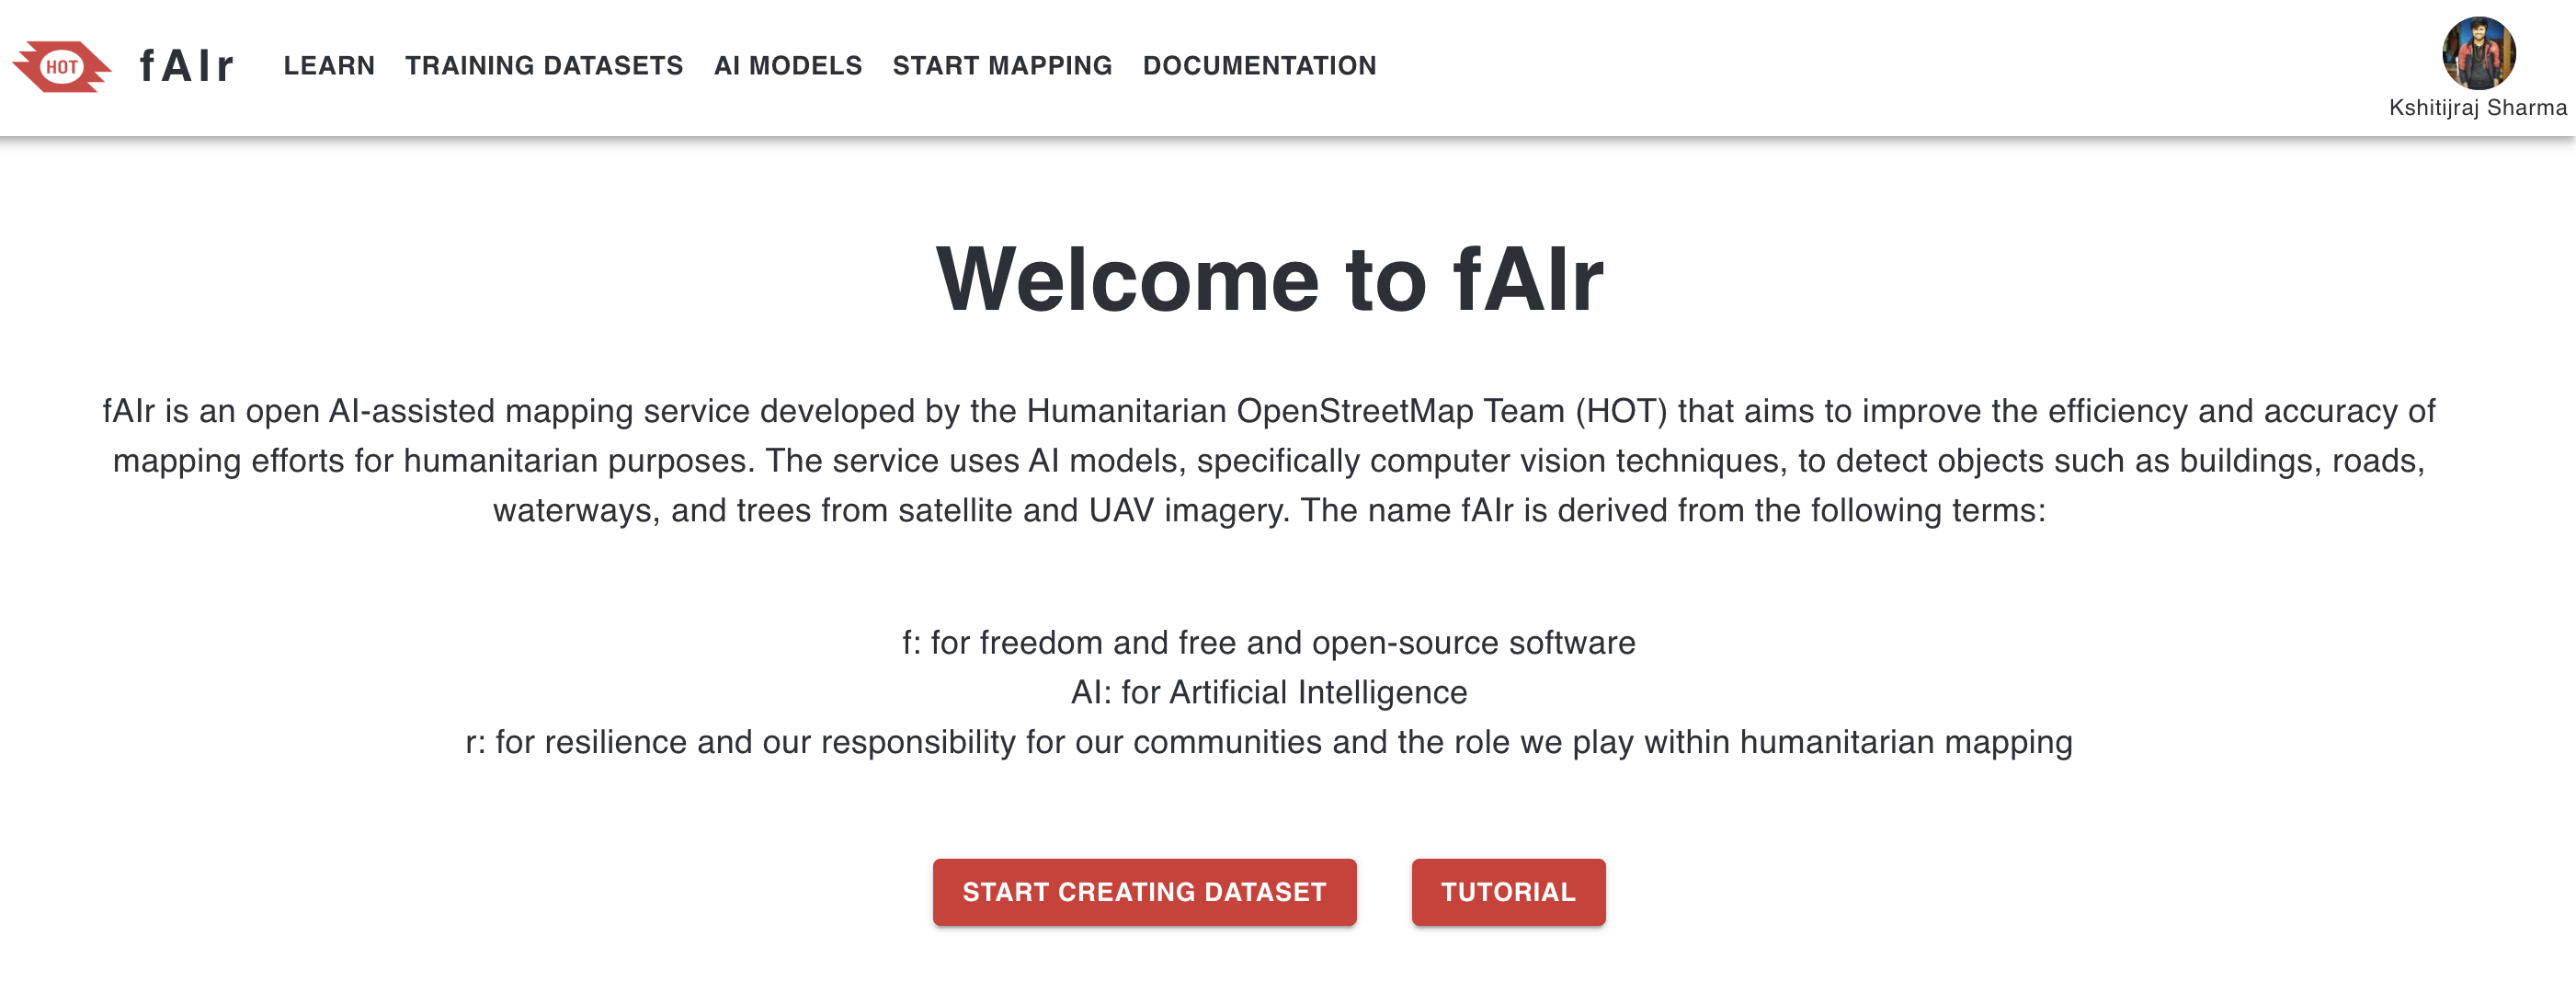 HOT
fAIr
LEARN
TRAINING DATASETS
AI MODELS
START MAPPING
DOCUMENTATION
Kshitijraj Sharma
Welcome to fAIr
fAIr is an open AI-assisted mapping service developed by the Humanitarian OpenStreetMap Team (HOT) that aims to improve the efficiency and accuracy of
mapping efforts for humanitarian purposes. The service uses AI models, specifically computer vision techniques, to detect objects such as buildings, roads,
waterways, and trees from satellite and UAV imagery. The name fAIr is derived from the following terms:
f: for freedom and free and open-source software
AI: for Artificial Intelligence
r: for resilience and our responsibility for our communities and the role we play within humanitarian mapping
START CREATING DATASET
TUTORIAL